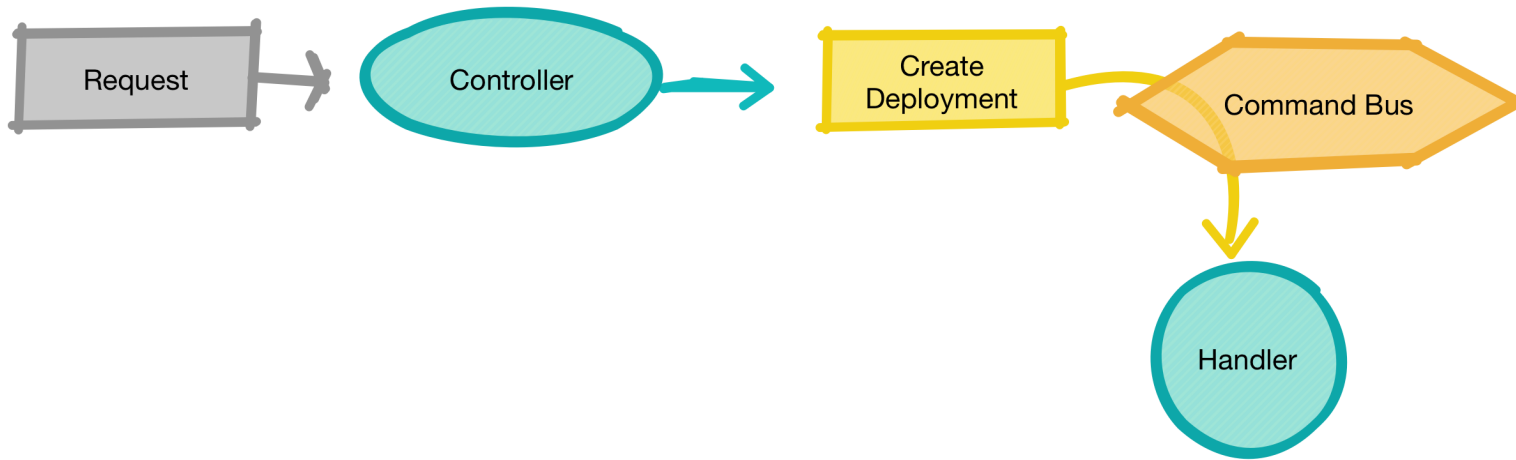 Request
Controller
Create
Deployment
Command Bus
Handler